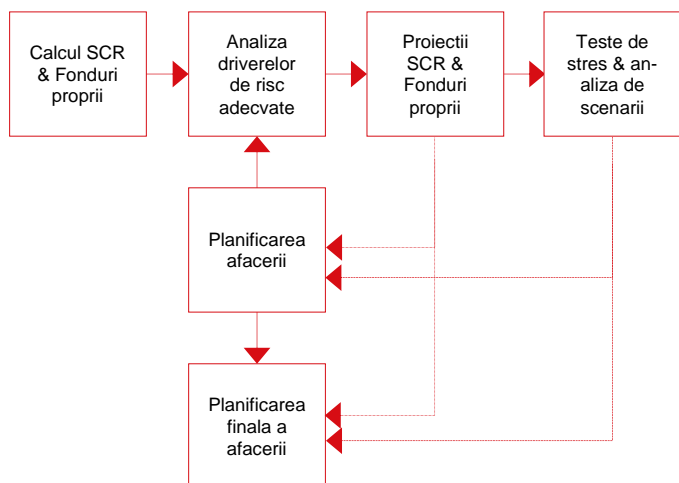 Calcul SCR
& Fonduri
proprii
Analiza
driverelor
de risc
adecvate
Proiectii
SCR &
Fonduri
proprii
Teste de
stres & an-
aliza de
scenarii
Planificarea
afacerii
Planificarea
finala a
afacerii